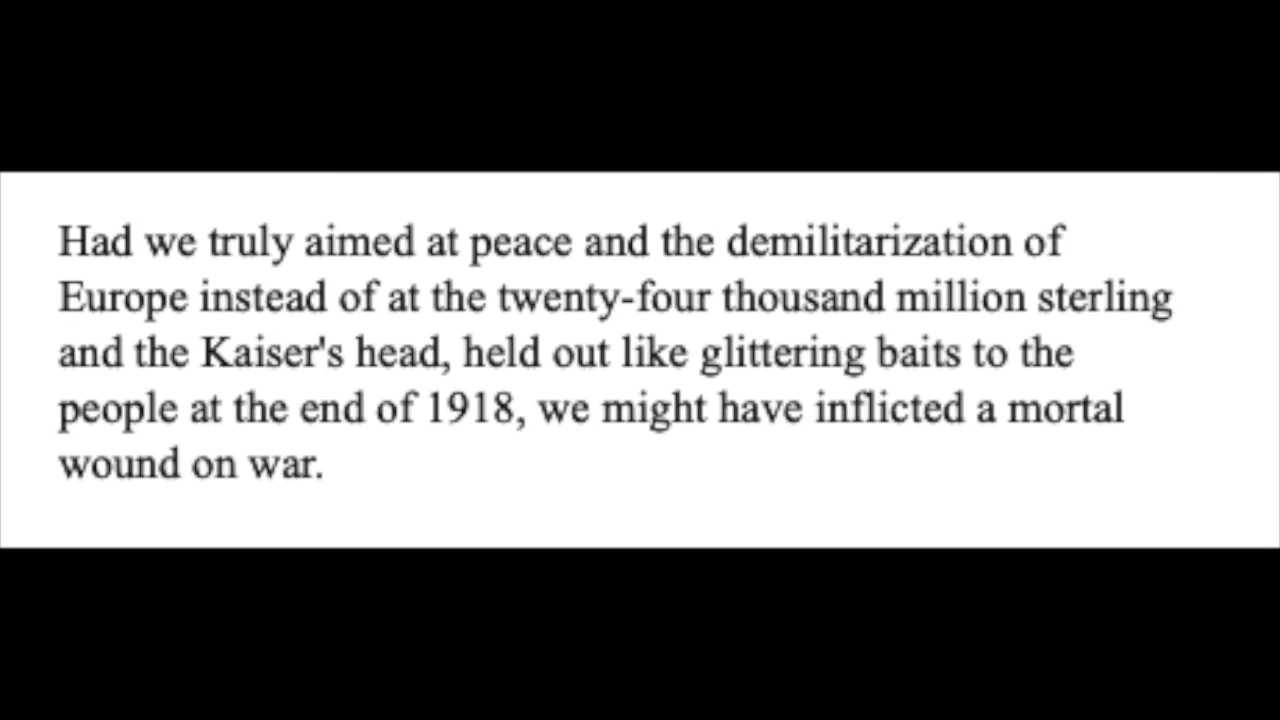 Had we truly aimed at peace and the demilitarization of
Europe instead of at the twenty-four thousand million sterling
and the Kaiser's head, held out like glittering baits to the
people at the end of 1918, we might have inflicted a mortal
wound on war.